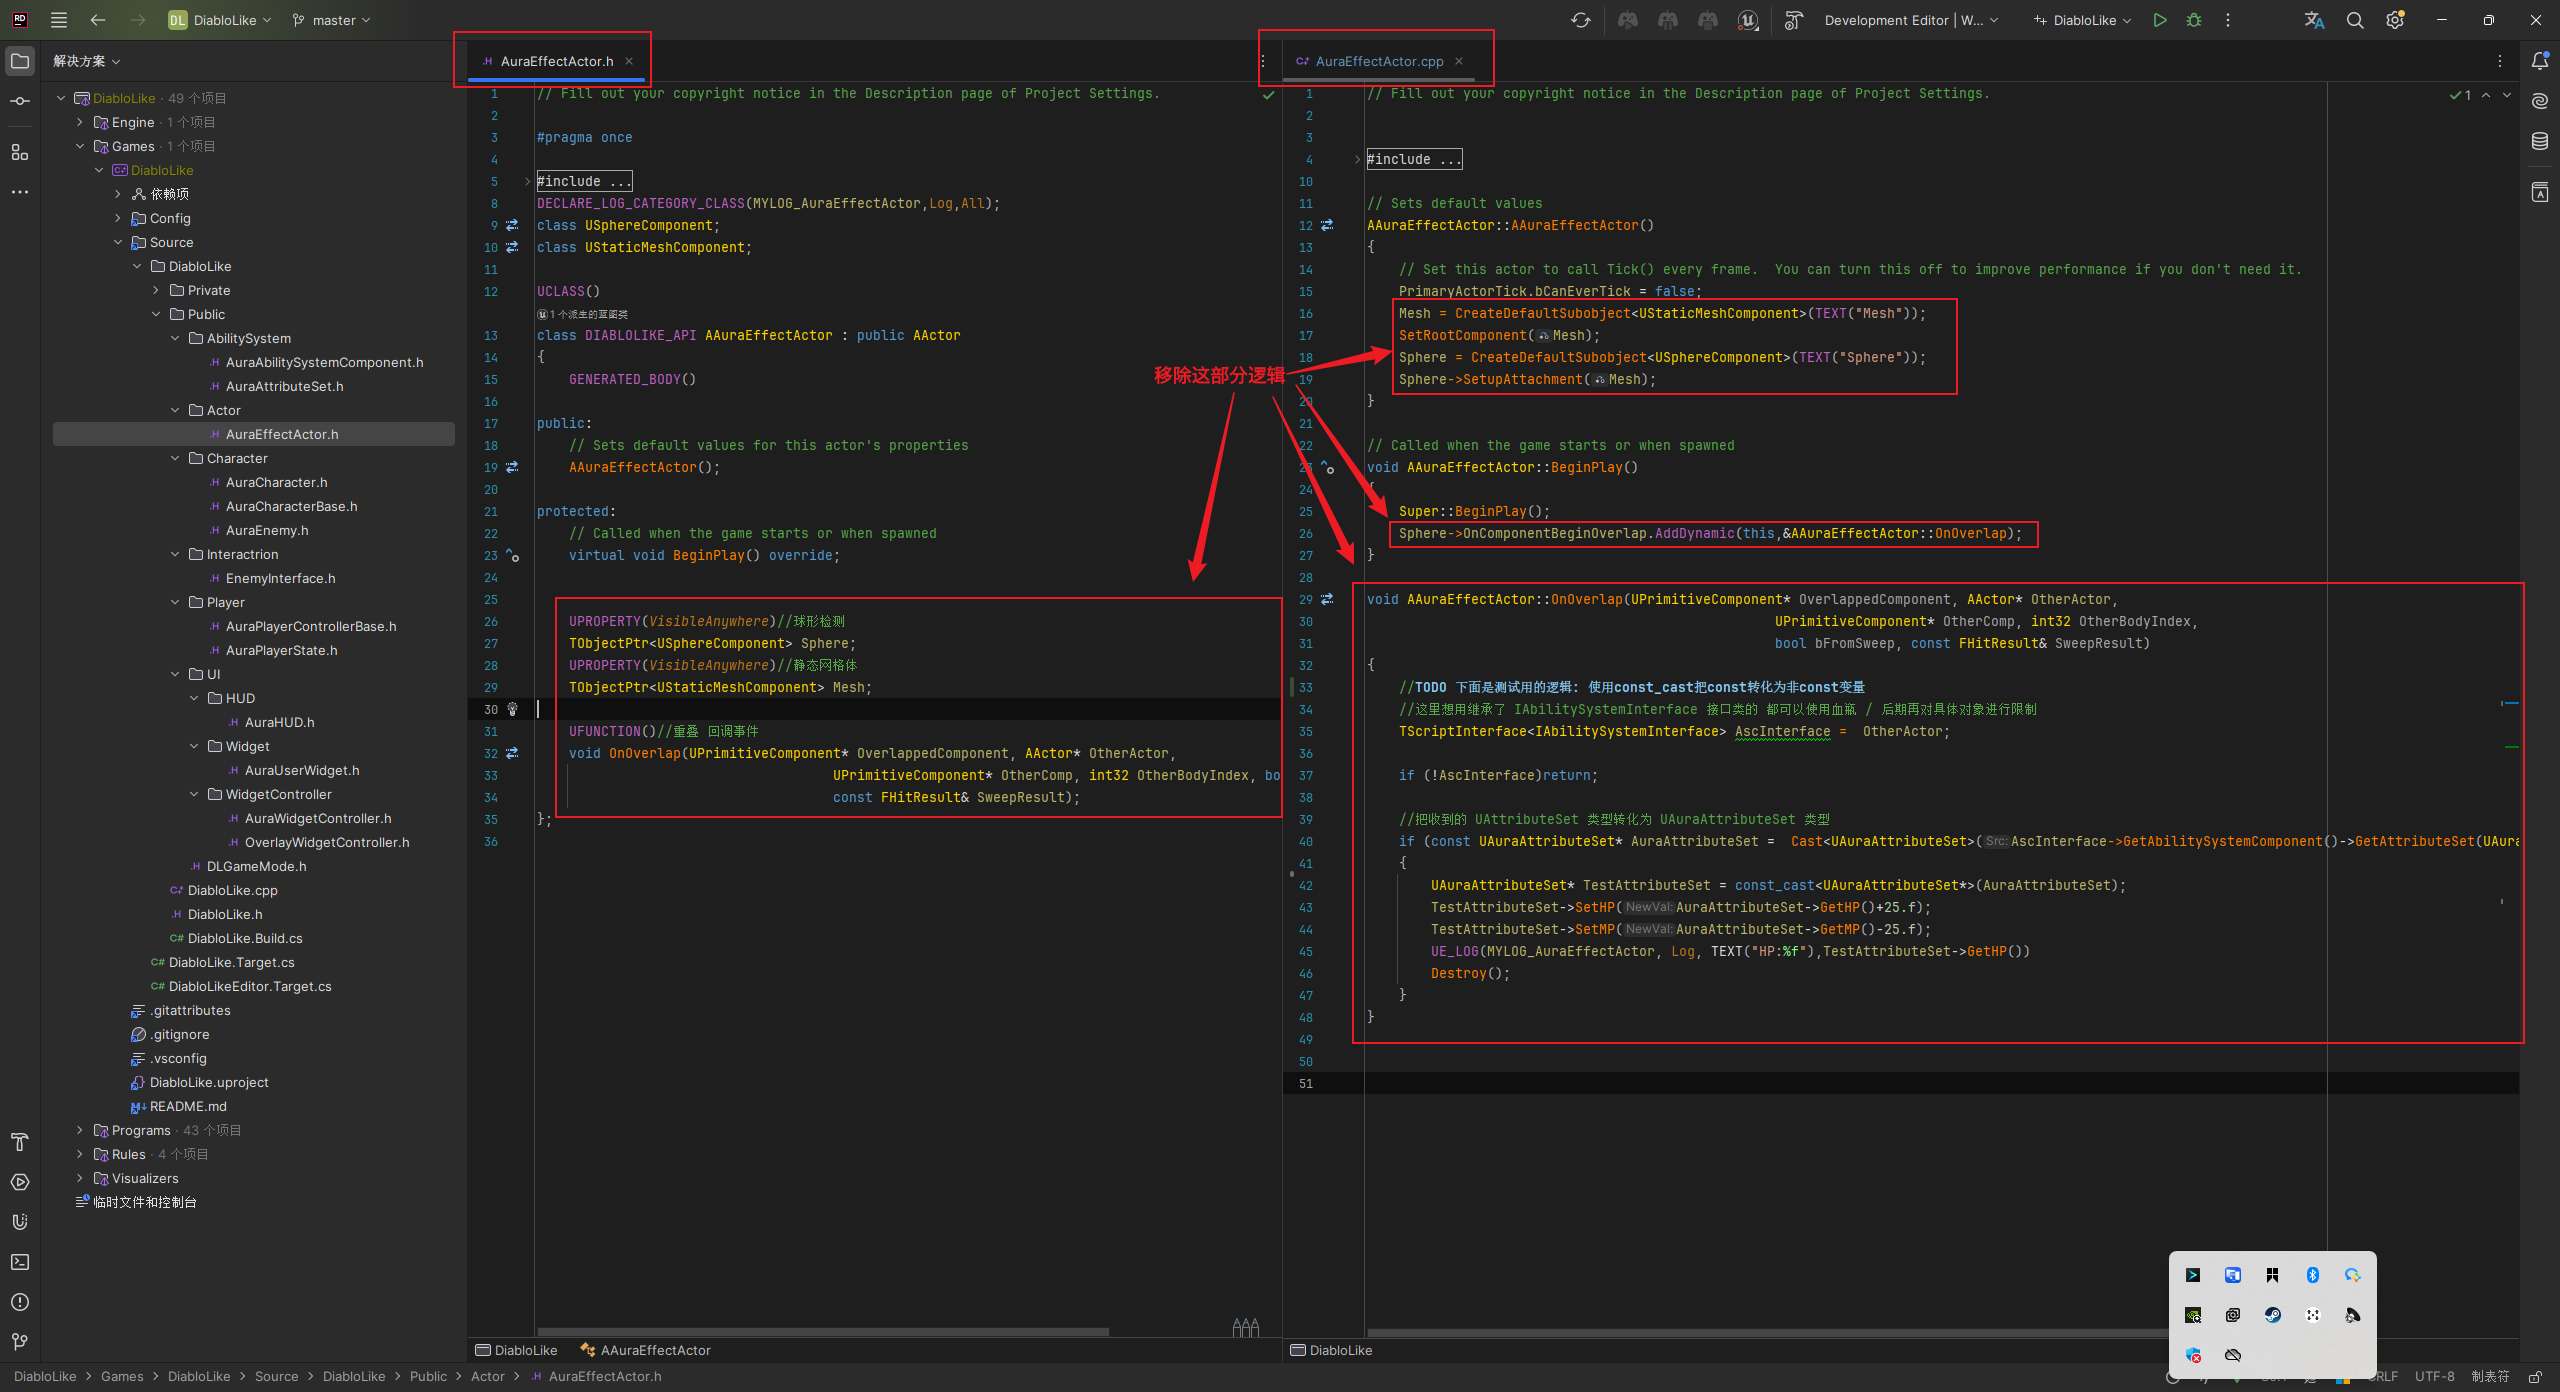 DL DiabloLike master Development Editor | W... DiabloLike
解决方案
AuraEffectActor.h
AuraEffectActor.cpp
DiabloLike · 49 个项目
Engine · 1 个项目
Games · 1 个项目
DiabloLike
依赖项
Config
Source
DiabloLike
Private
Public
AbilitySystem
AuraAbilitySystemComponent.h
AuraAttributeSet.h
Actor
AuraEffectActor.h
Character
AuraCharacter.h
AuraCharacterBase.h
AuraEnemy.h
Interactrion
EnemyInterface.h
Player
AuraPlayerControllerBase.h
AuraPlayerState.h
UI
HUD
AuraHUD.h
Widget
AuraUserWidget.h
WidgetController
AuraWidgetController.h
OverlayWidgetController.h
DLGameMode.h
DiabloLike.cpp
DiabloLike.h
DiabloLike.Build.cs
DiabloLike.Target.cs
DiabloLikeEditor.Target.cs
.gitattributes
.gitignore
.vsconfig
DiabloLike.uproject
README.md
Programs · 43 个项目
Rules · 4 个项目
Visualizers
临时文件和控制台
1 // Fill out your copyright notice in the Description page of Project Settings.
2
3 #pragma once
4
5 #include ...
8 DECLARE_LOG_CATEGORY_CLASS(MYLOG_AuraEffectActor,Log,All);
9 class USphereComponent;
10 class UStaticMeshComponent;
11
12 UCLASS()
1 个派生的蓝图类
13 class DIABLOLIKE_API AAuraEffectActor : public AActor
14 {
15 GENERATED_BODY()
16
17 public:
18 // Sets default values for this actor's properties
19 AAuraEffectActor();
20
21 protected:
22 // Called when the game starts or when spawned
23 virtual void BeginPlay() override;
24
25
26 UPROPERTY(VisibleAnywhere)//球形检测
27 TObjectPtr<USphereComponent> Sphere;
28 UPROPERTY(VisibleAnywhere)//静态网格体
29 TObjectPtr<UStaticMeshComponent> Mesh;
30
31 UFUNCTION()//重叠 回调事件
32 void OnOverlap(UPrimitiveComponent* OverlappedComponent, AActor* OtherActor,
33 UPrimitiveComponent* OtherComp, int32 OtherBodyIndex, bo
34 const FHitResult& SweepResult);
35 };
36
移除这部分逻辑
1 // Fill out your copyright notice in the Description page of Project Settings.
2
3
4 #include ...
10
11 // Sets default values
12 AAuraEffectActor::AAuraEffectActor()
13 {
14 // Set this actor to call Tick() every frame.  You can turn this off to improve performance if you don't need it.
15 PrimaryActorTick.bCanEverTick = false;
16 Mesh = CreateDefaultSubobject<UStaticMeshComponent>(TEXT("Mesh"));
17 SetRootComponent(Mesh);
18 Sphere = CreateDefaultSubobject<USphereComponent>(TEXT("Sphere"));
19 Sphere->SetupAttachment(Mesh);
20 }
21
22 // Called when the game starts or when spawned
23 void AAuraEffectActor::BeginPlay()
24 {
25 Super::BeginPlay();
26 Sphere->OnComponentBeginOverlap.AddDynamic(this,&AAuraEffectActor::OnOverlap);
27 }
28
29 void AAuraEffectActor::OnOverlap(UPrimitiveComponent* OverlappedComponent, AActor* OtherActor,
30 UPrimitiveComponent* OtherComp, int32 OtherBodyIndex,
31 bool bFromSweep, const FHitResult& SweepResult)
32 {
33 //TODO 下面是测试用的逻辑: 使用const_cast把const转化为非const变量
34 //这里想用继承了 IAbilitySystemInterface 接口类的 都可以使用血瓶 / 后期再对具体对象进行限制
35 TScriptInterface<IAbilitySystemInterface> AscInterface =  OtherActor;
36
37 if (!AscInterface)return;
38
39 //把收到的 UAttributeSet 类型转化为 UAuraAttributeSet 类型
40 if (const UAuraAttributeSet* AuraAttributeSet =  Cast<UAuraAttributeSet>(Src:AscInterface->GetAbilitySystemComponent()->GetAttributeSet(UAura
41 {
42 UAuraAttributeSet* TestAttributeSet = const_cast<UAuraAttributeSet*>(AuraAttributeSet);
43 TestAttributeSet->SetHP(NewVal:AuraAttributeSet->GetHP()+25.f);
44 TestAttributeSet->SetMP(NewVal:AuraAttributeSet->GetMP()-25.f);
45 UE_LOG(MYLOG_AuraEffectActor, Log, TEXT("HP:%f"),TestAttributeSet->GetHP())
46 Destroy();
47 }
48 }
49
50
51
1
DiabloLike AAuraEffectActor
DiabloLike
DiabloLike > Games > DiabloLike > Source > DiabloLike > Public > Actor > AuraEffectActor.h
CRLF UTF-8 制表符